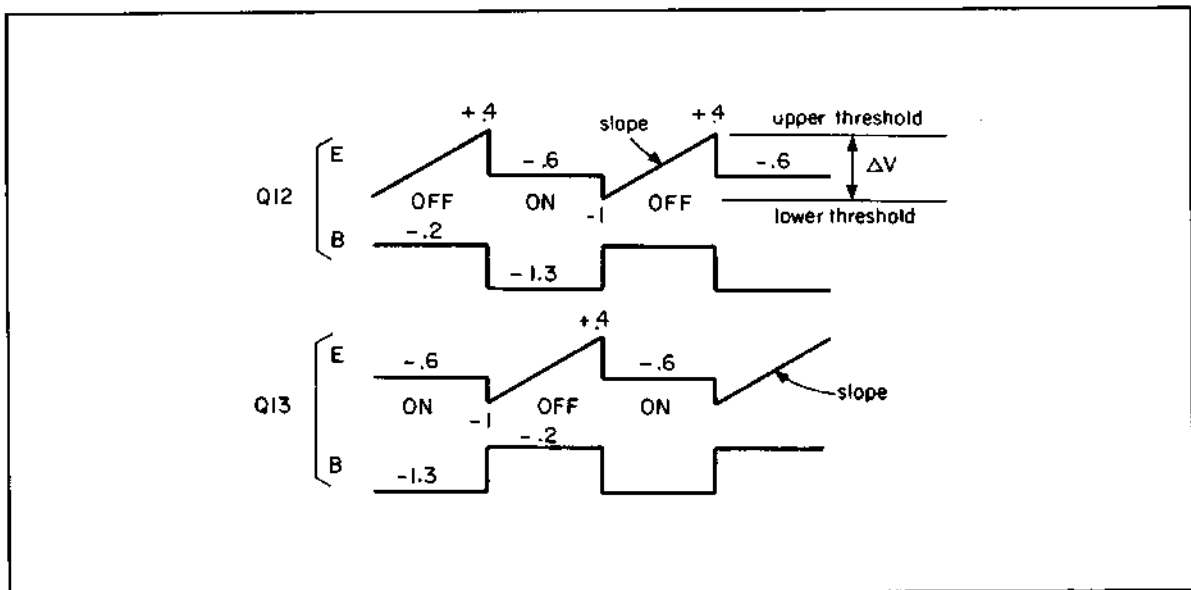 +.4 +.4
slope upper threshold
E -.6 -.6
ΔV
Q12 OFF ON OFF
-1 lower threshold
B -.2
-1.3
+.4
E -.6 -.6
slope
Q13 ON OFF ON
-1
-.2
B
-1.3